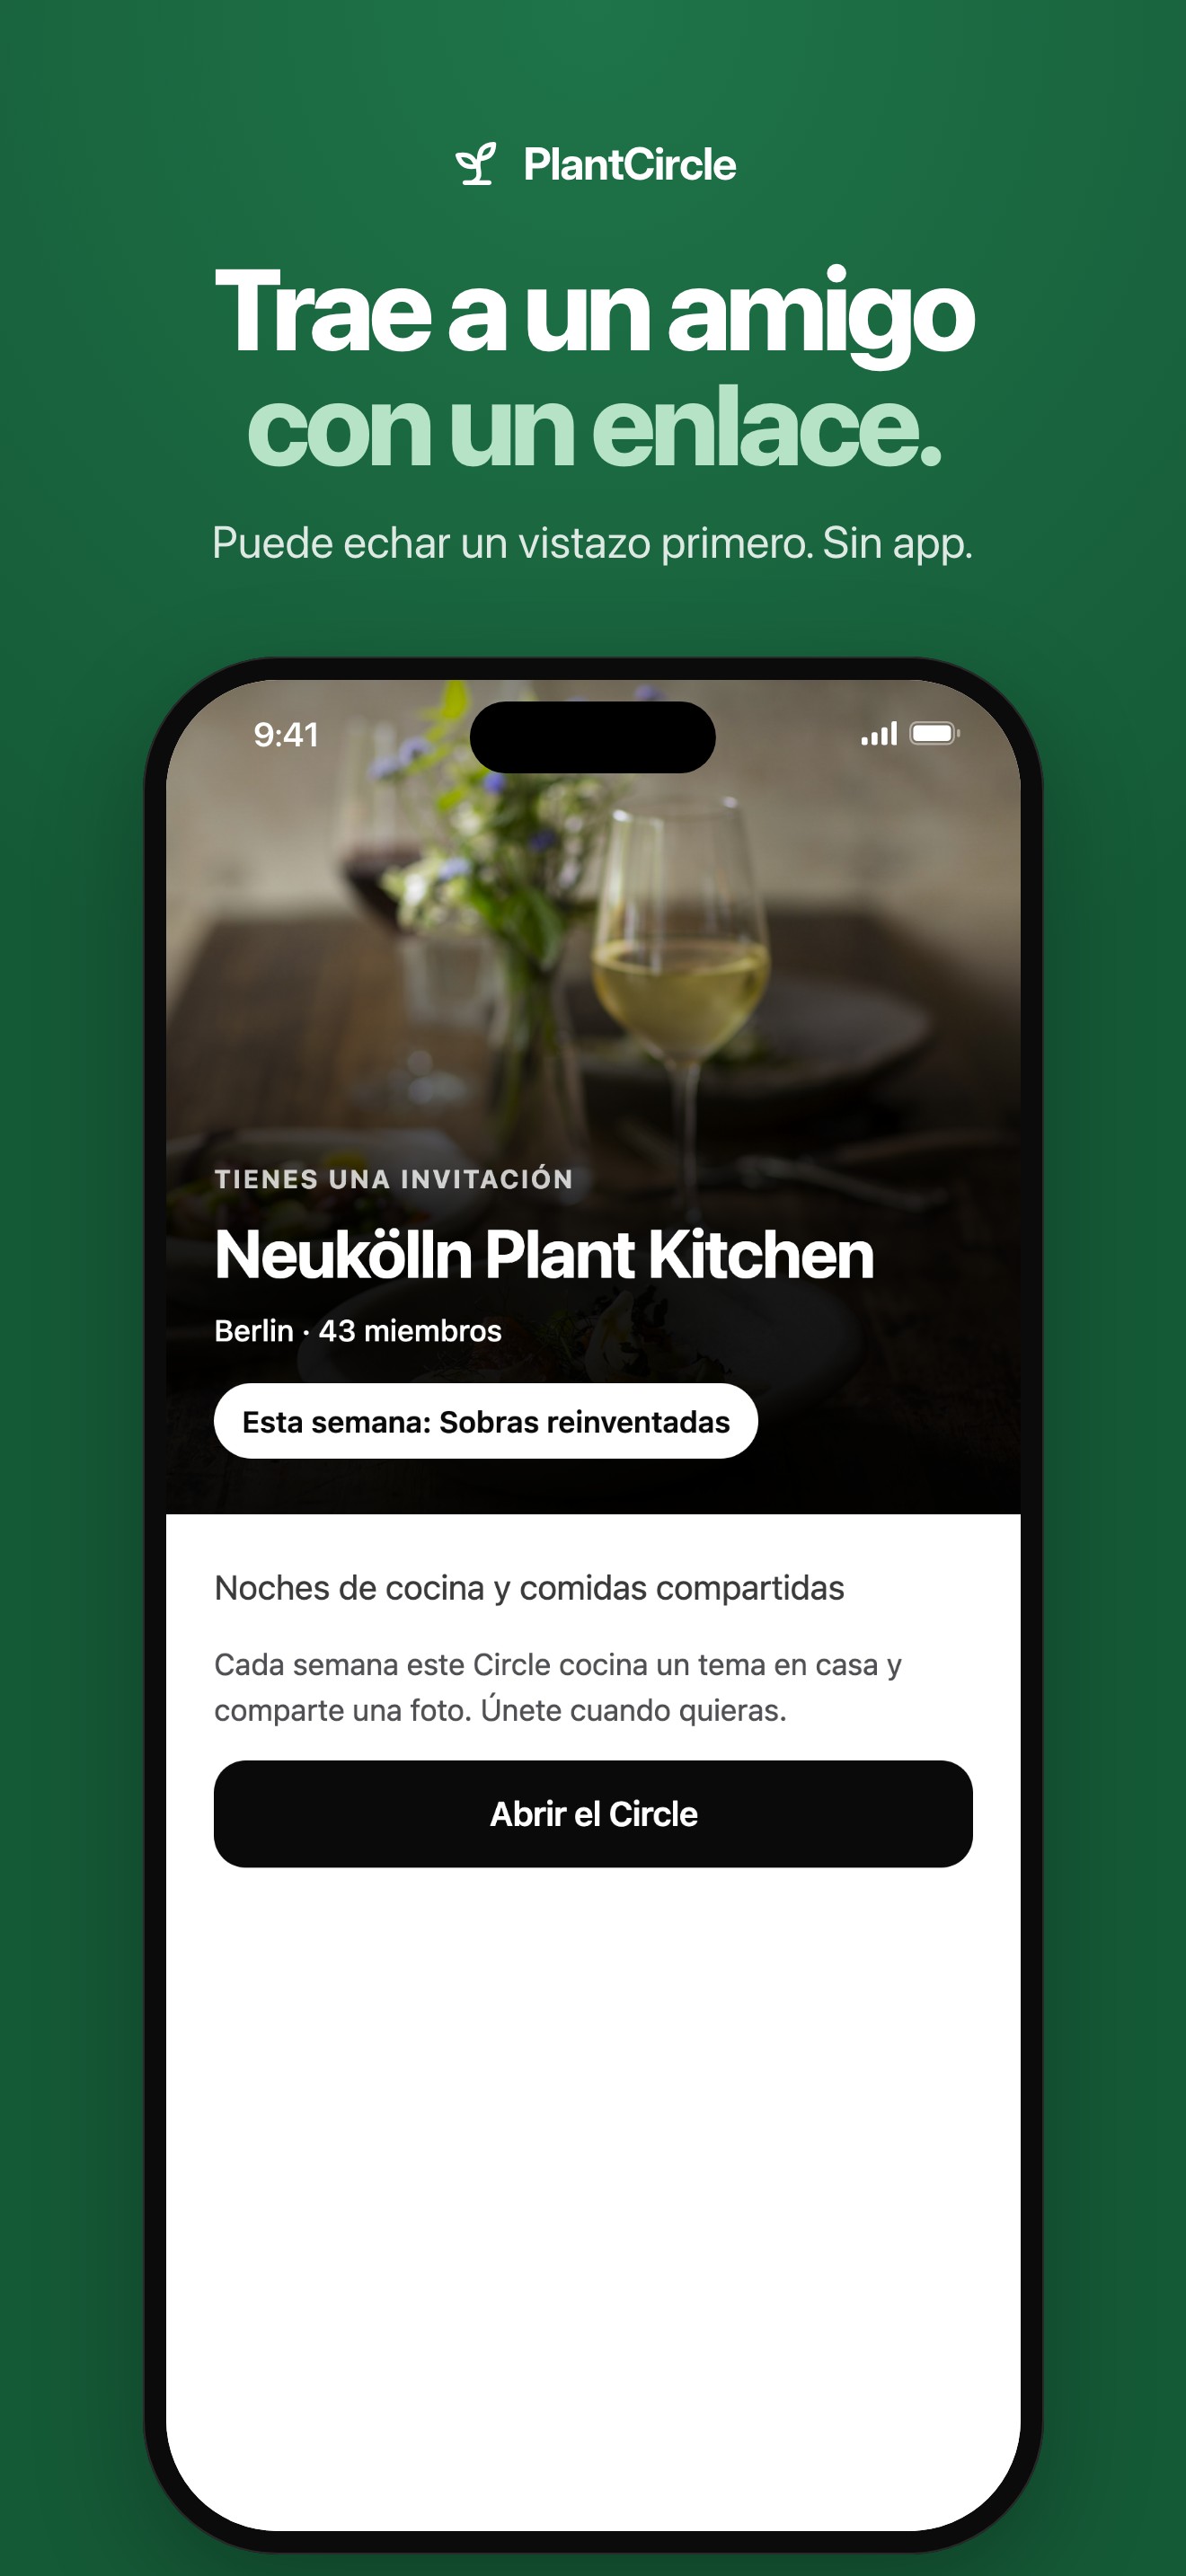 PlantCircle
Trae a un amigo
con un enlace.
Puede echar un vistazo primero. Sin app.
9:41
TIENES UNA INVITACIÓN
Neukölln Plant Kitchen
Berlin · 43 miembros
Esta semana: Sobras reinventadas
Noches de cocina y comidas compartidas
Cada semana este Circle cocina un tema en casa y
comparte una foto. Únete cuando quieras.
Abrir el Circle